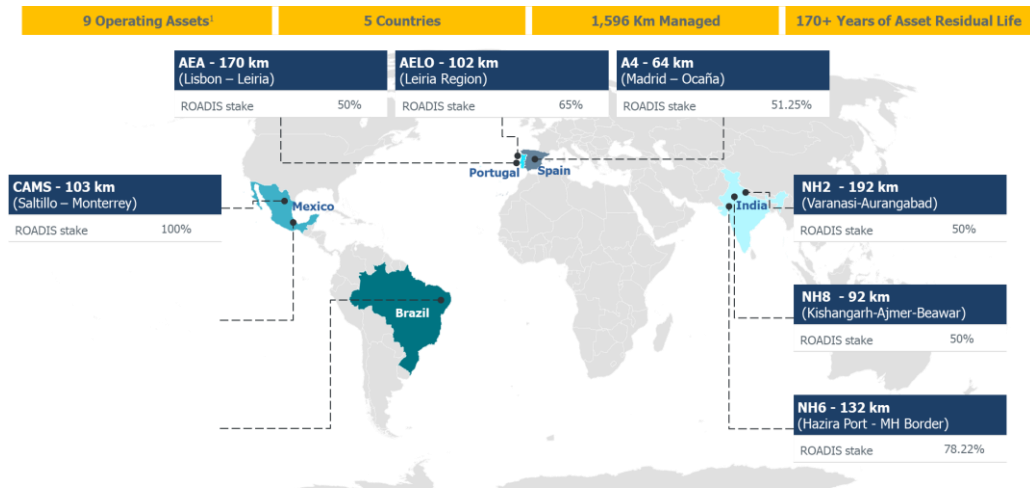 9 Operating Assets¹
5 Countries
1,596 Km Managed
170+ Years of Asset Residual Life
AEA - 170 km
(Lisbon – Leiria)
ROADIS stake 50%
AELO - 102 km
(Leiria Region)
ROADIS stake 65%
A4 - 64 km
(Madrid – Ocaña)
ROADIS stake 51.25%
Portugal
Spain
CAMS - 103 km
(Saltillo – Monterrey)
ROADIS stake 100%
Mexico
India
NH2 - 192 km
(Varanasi-Aurangabad)
ROADIS stake 50%
NH8 - 92 km
(Kishangarh-Ajmer-Beawar)
ROADIS stake 50%
Brazil
NH6 - 132 km
(Hazira Port - MH Border)
ROADIS stake 78.22%